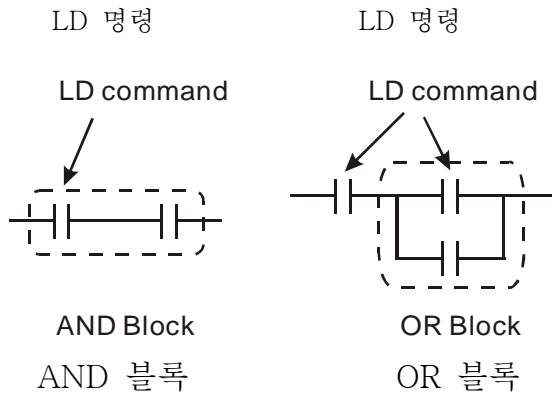 LD 명령
LD 명령
LD command
LD command
AND Block
OR Block
AND 블록
OR 블록